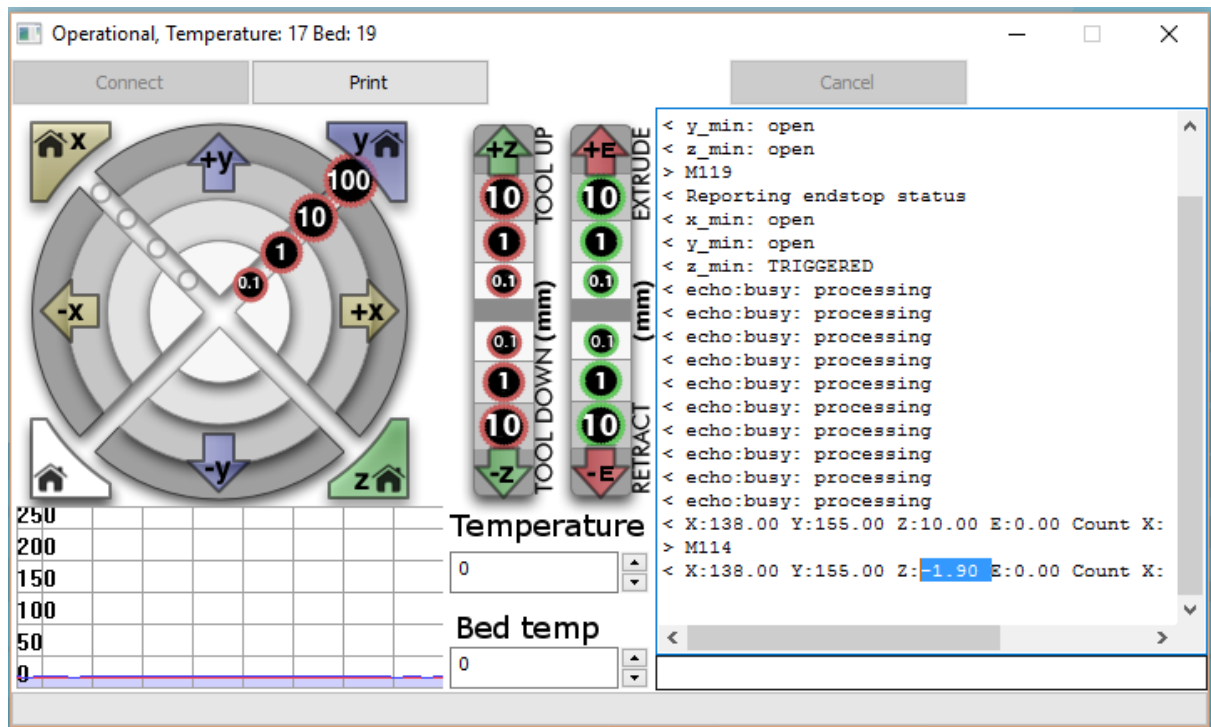 Operational, Temperature: 17 Bed: 19
Connect
Print
Cancel
x
y
+y
100
10
1
0.1
-x
+x
-y
z
+Z
10
1
0.1
0.1
1
10
-Z
TOOL UP
TOOL DOWN (mm)
+E
10
1
0.1
0.1
1
10
-E
EXTRUDE
RETRACT (mm)
< y_min: open
< z_min: open
> M119
< Reporting endstop status
< x_min: open
< y_min: open
< z_min: TRIGGERED
< echo:busy: processing
< echo:busy: processing
< echo:busy: processing
< echo:busy: processing
< echo:busy: processing
< echo:busy: processing
< echo:busy: processing
< echo:busy: processing
< echo:busy: processing
< echo:busy: processing
< X:138.00 Y:155.00 Z:10.00 E:0.00 Count X:
> M114
< X:138.00 Y:155.00 Z:-1.90 E:0.00 Count X:
250
200
150
100
50
0
Temperature
0
Bed temp
0